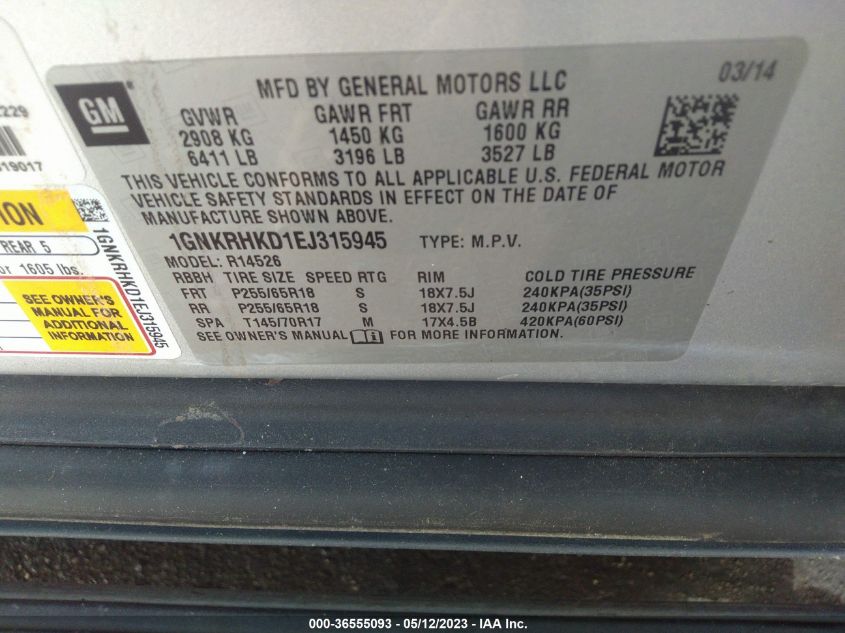 229
19017
ION
REAR 5
or 1605 lbs.
SEE OWNER'S
MANUAL FOR
ADDITIONAL
INFORMATION
1GNKRHKD1EJ315945
GM
MFD BY GENERAL MOTORS LLC
03/14
GVWR GAWR FRT GAWR RR
2908 KG 1450 KG 1600 KG
6411 LB 3196 LB 3527 LB
THIS VEHICLE CONFORMS TO ALL APPLICABLE U.S. FEDERAL MOTOR
VEHICLE SAFETY STANDARDS IN EFFECT ON THE DATE OF
MANUFACTURE SHOWN ABOVE.
1GNKRHKD1EJ315945 TYPE: M.P.V.
MODEL: R14526
RBBH TIRE SIZE SPEED RTG RIM COLD TIRE PRESSURE
FRT P255/65R18 S 18X7.5J 240KPA(35PSI)
RR P255/65R18 S 18X7.5J 240KPA(35PSI)
SPA T145/70R17 M 17X4.5B 420KPA(60PSI)
SEE OWNER'S MANUAL FOR MORE INFORMATION.
000-36555093 - 05/12/2023 - IAA Inc.